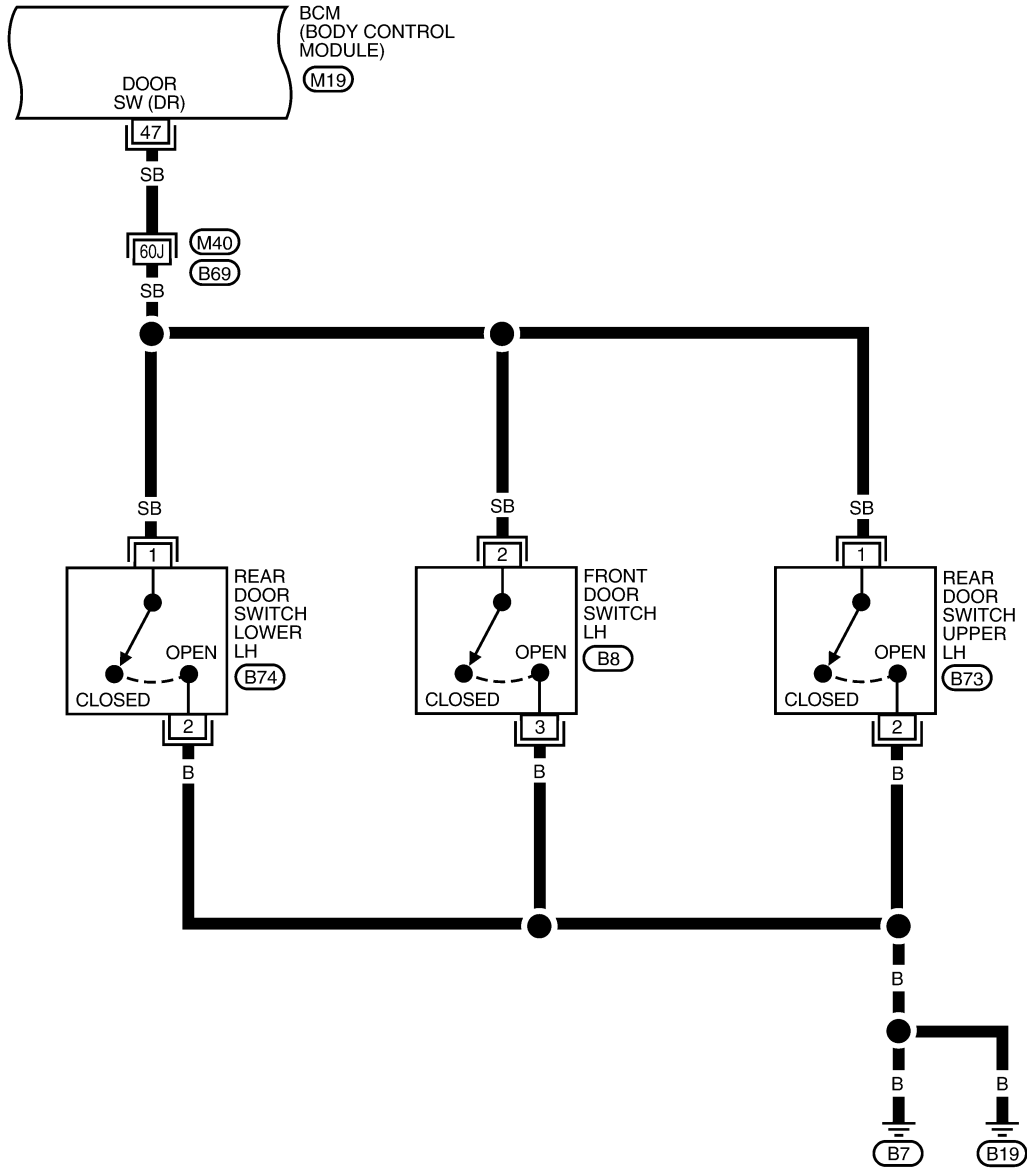 BCM
(BODY CONTROL
MODULE)
M19
DOOR
SW (DR)
47
SB
60J
M40
B69
SB
SB
SB
SB
1
2
1
REAR
DOOR
SWITCH
LOWER
LH
B74
OPEN
CLOSED
FRONT
DOOR
SWITCH
LH
B8
OPEN
CLOSED
REAR
DOOR
SWITCH
UPPER
LH
B73
OPEN
CLOSED
2
3
2
B
B
B
B
B
B
B7
B19